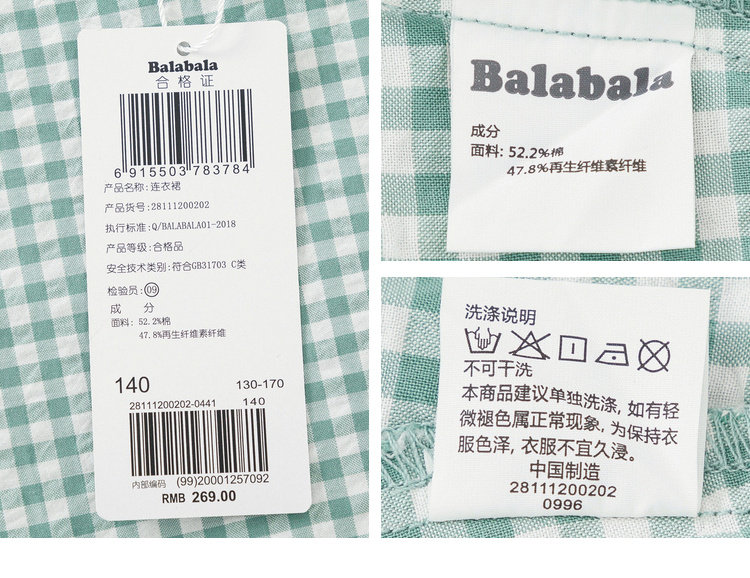 Balabala
合格证
6 915503 783784
产品名称:连衣裙
产品货号:28111200202
执行标准:Q/BALABALA01-2018
产品等级:合格品
安全技术类别:符合GB31703 C类
检验员:09
成 分
面料: 52.2%棉
47.8%再生纤维素纤维
140 130-170
28111200202-0441 140
内部编码 (99)20001257092
RMB 269.00
Balabala
成分
面料: 52.2%棉
47.8%再生纤维素纤维
洗涤说明
不可干洗
本商品建议单独洗涤, 如有轻
微褪色属正常现象, 为保持衣
服色泽, 衣服不宜久浸。
中国制造
28111200202
0996